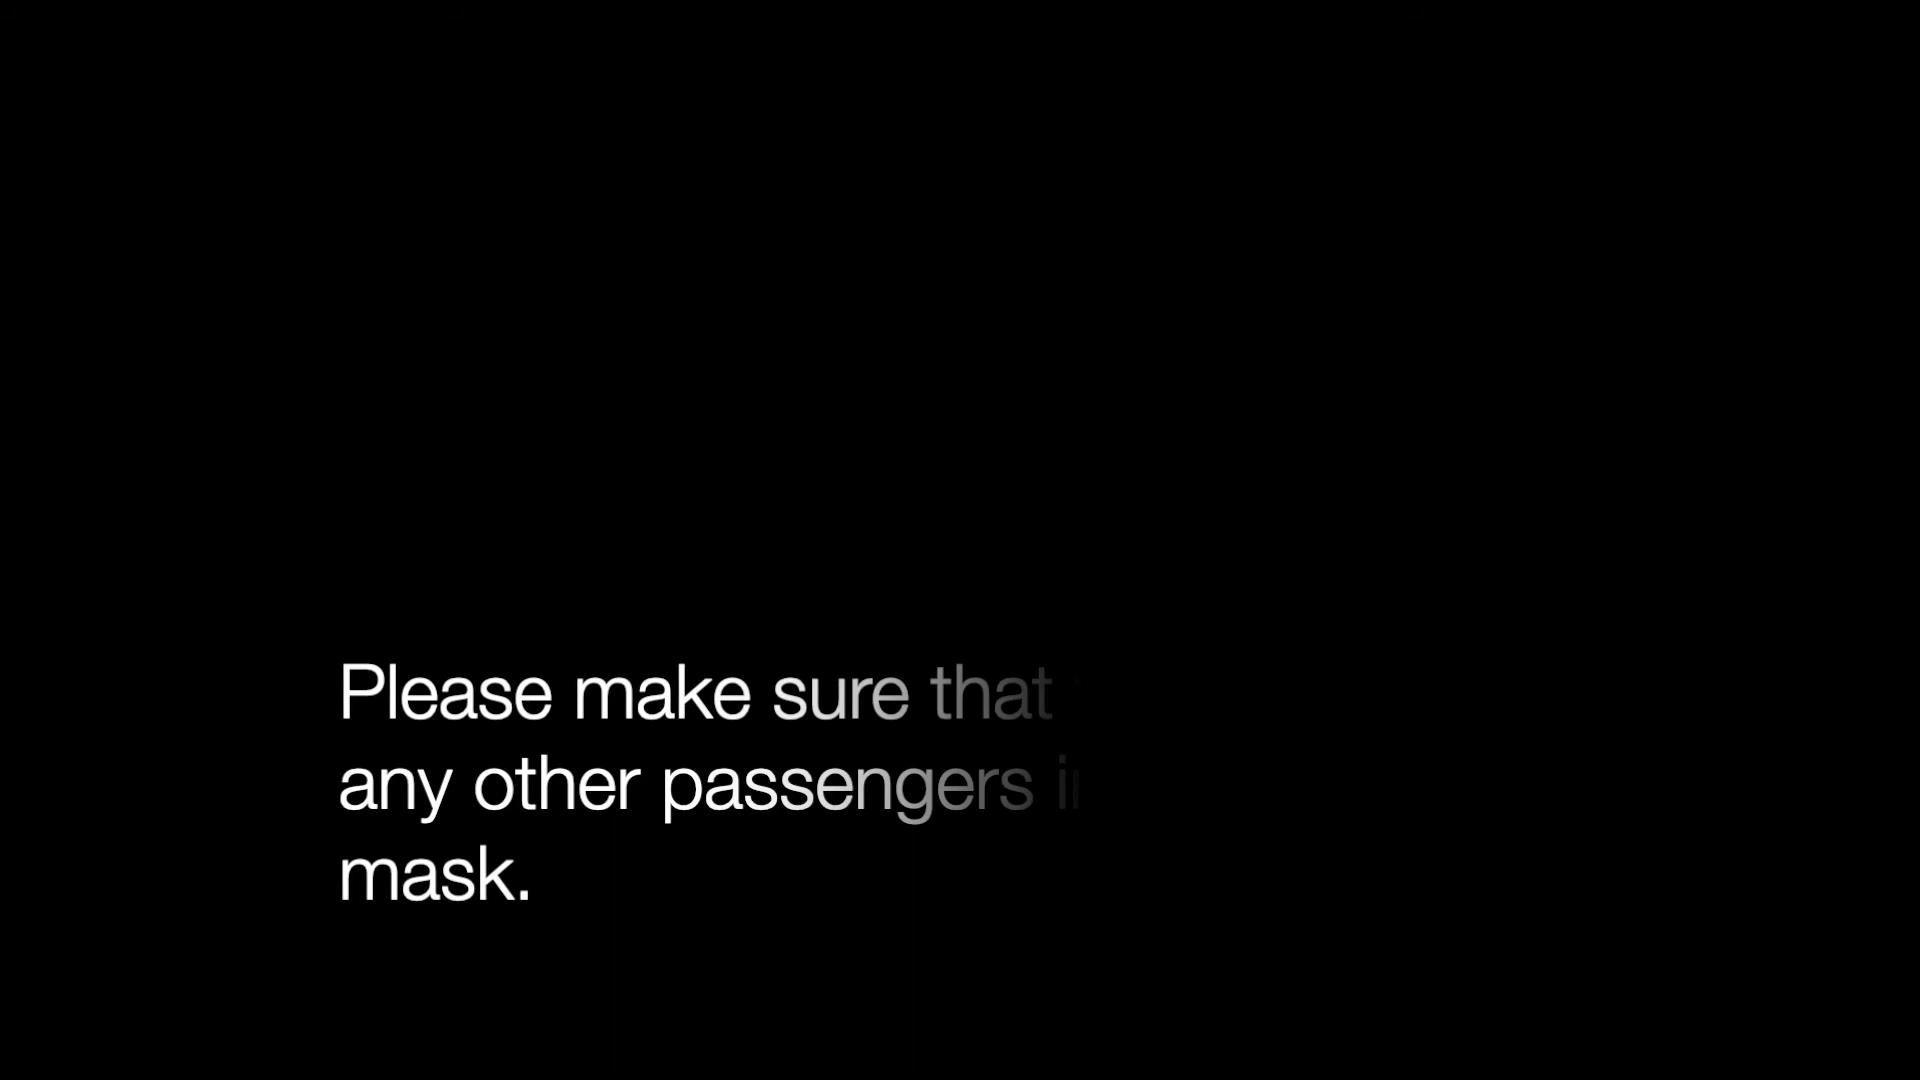 Please make sure that
any other passengers
mask.